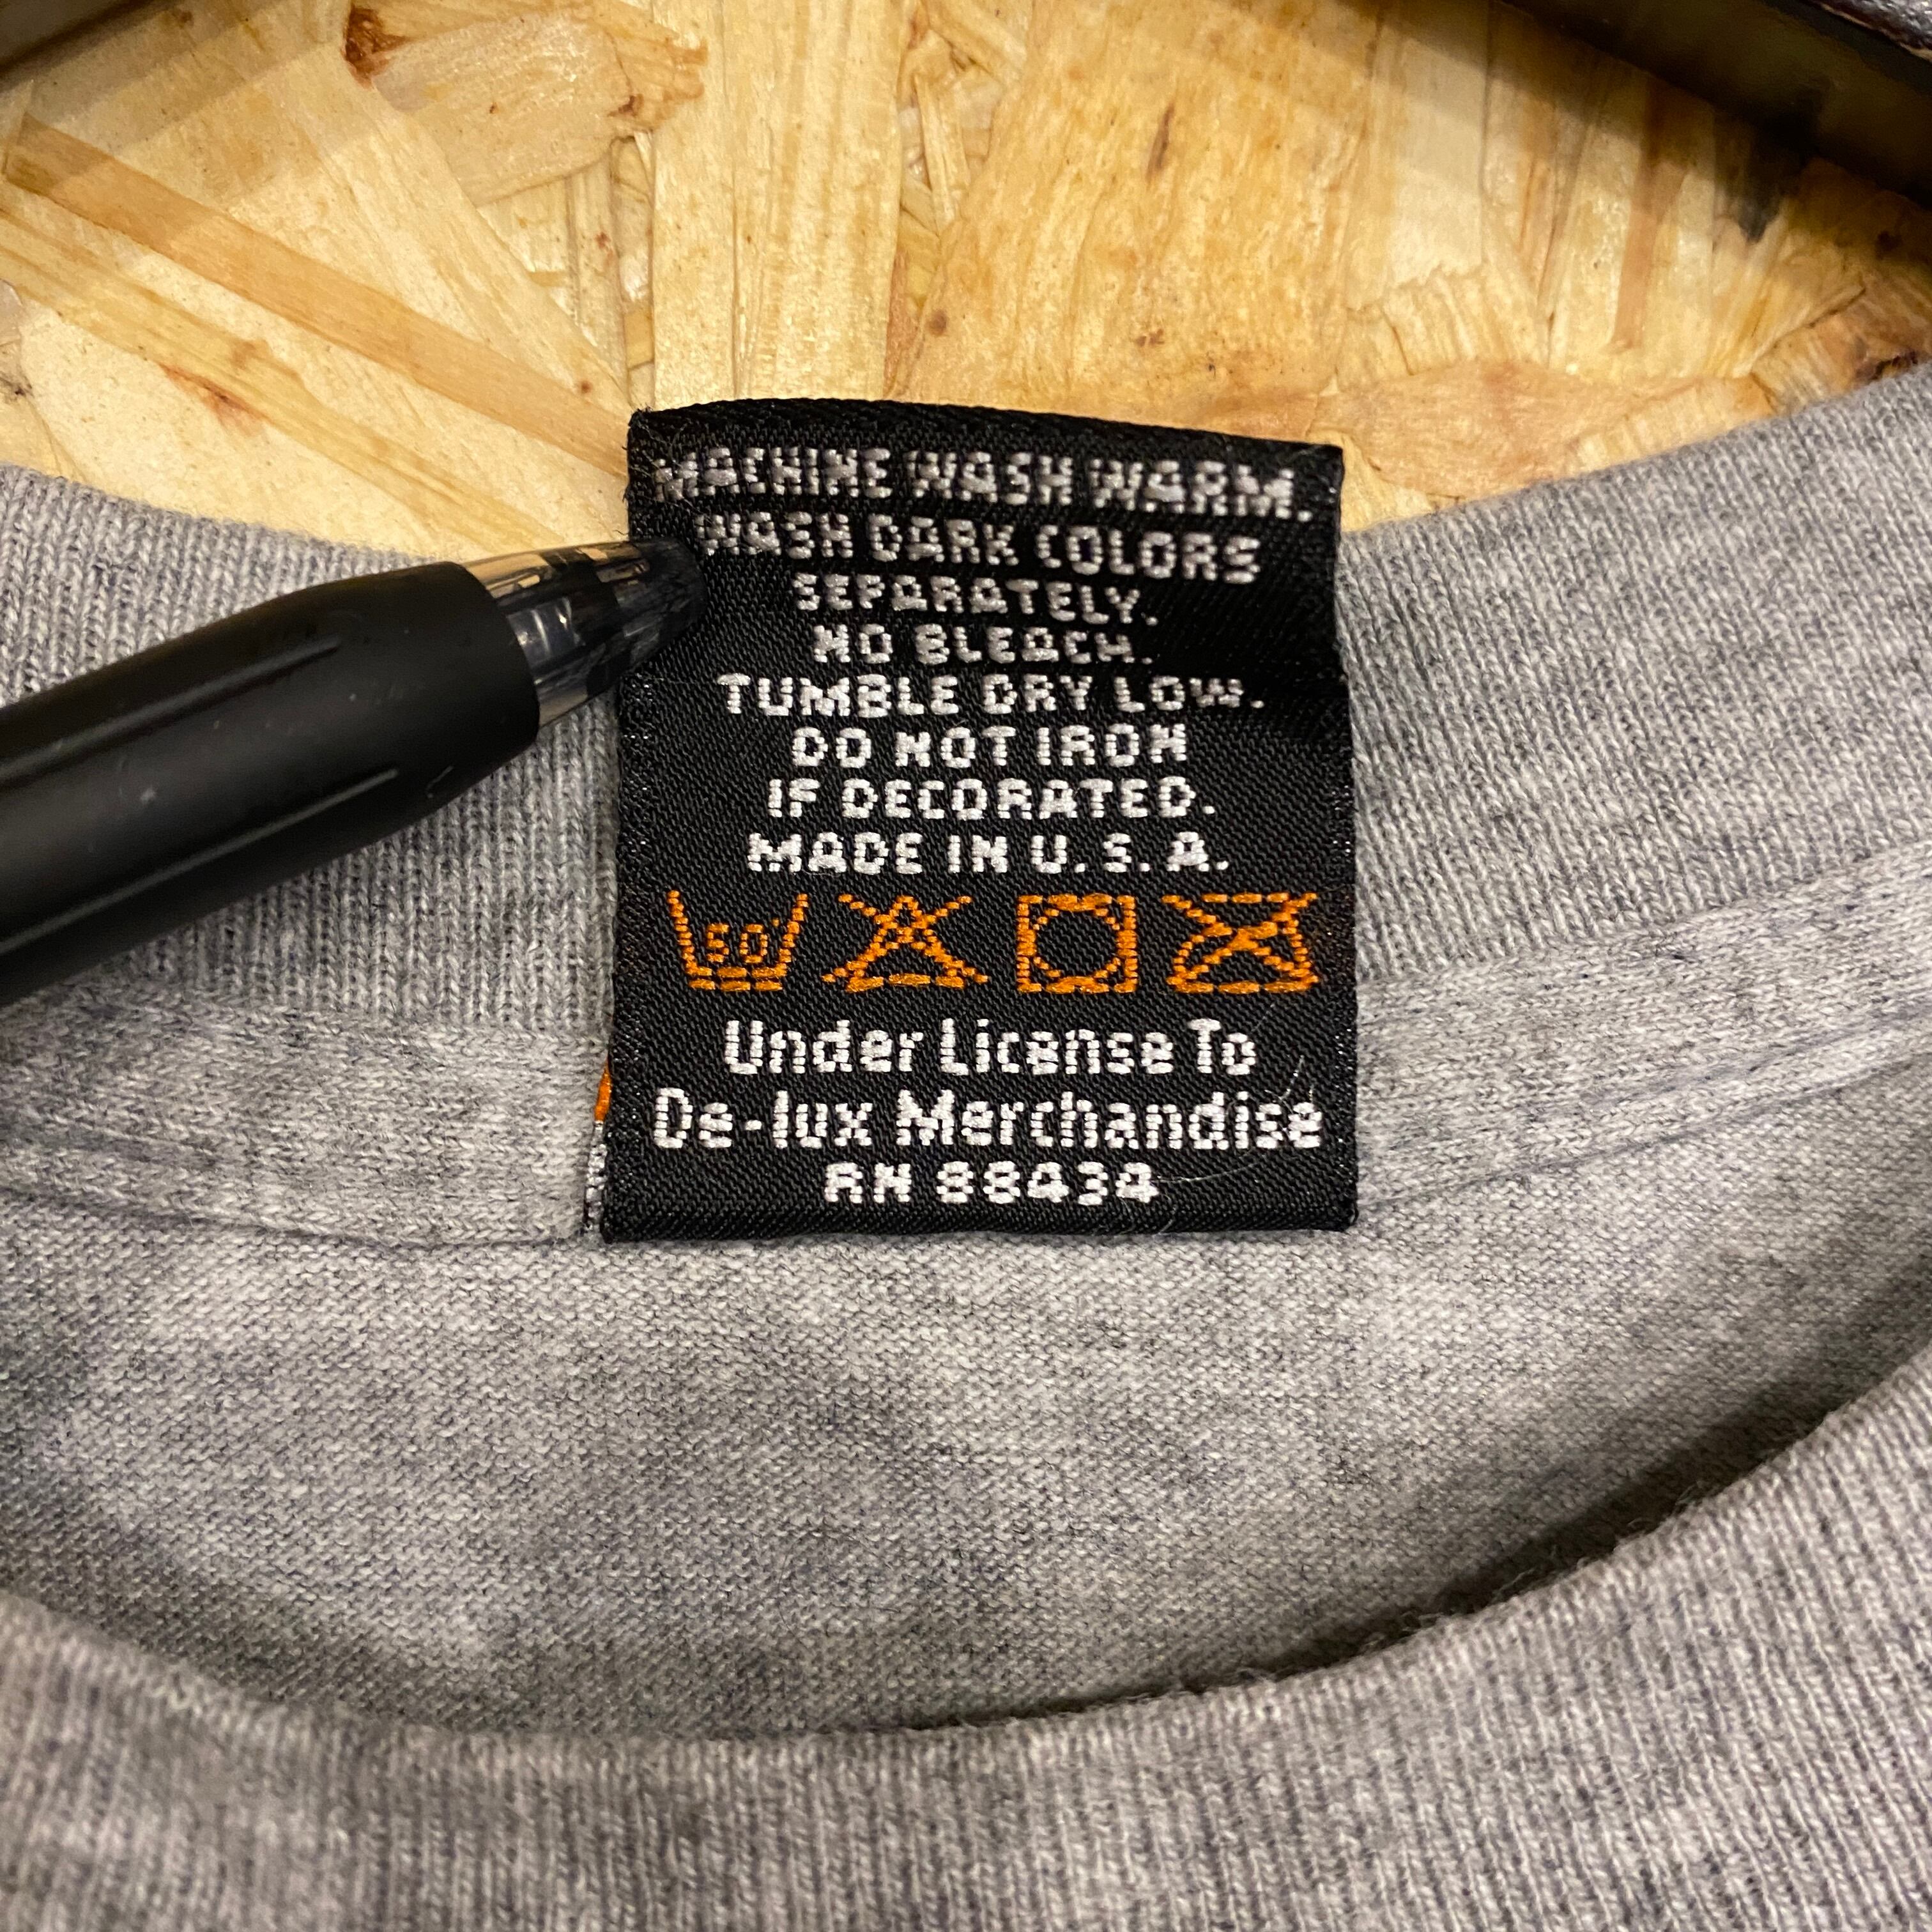 MACHINE WASH WARM.
WASH DARK COLORS
SEPARATELY.
NO BLEACH.
TUMBLE DRY LOW.
DO NOT IRON
IF DECORATED.
MADE IN U.S.A.
50°
Under License To
De-lux Merchandise
RN 88434